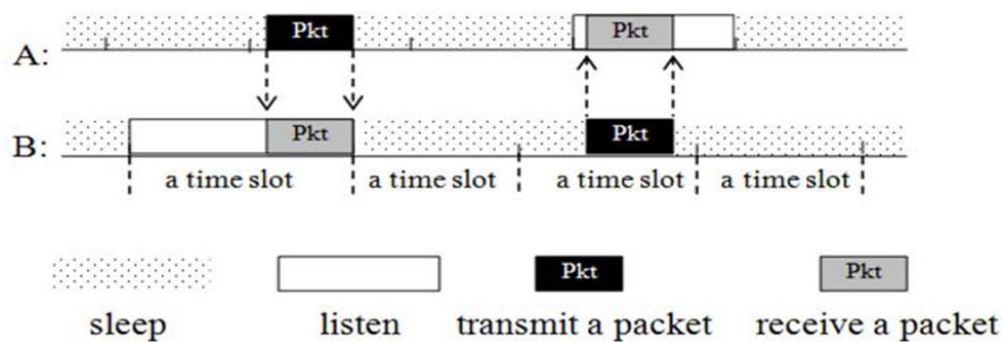 A: Pkt Pkt
B: Pkt Pkt
a time slot a time slot a time slot a time slot
Pkt Pkt
sleep listen transmit a packet receive a packet